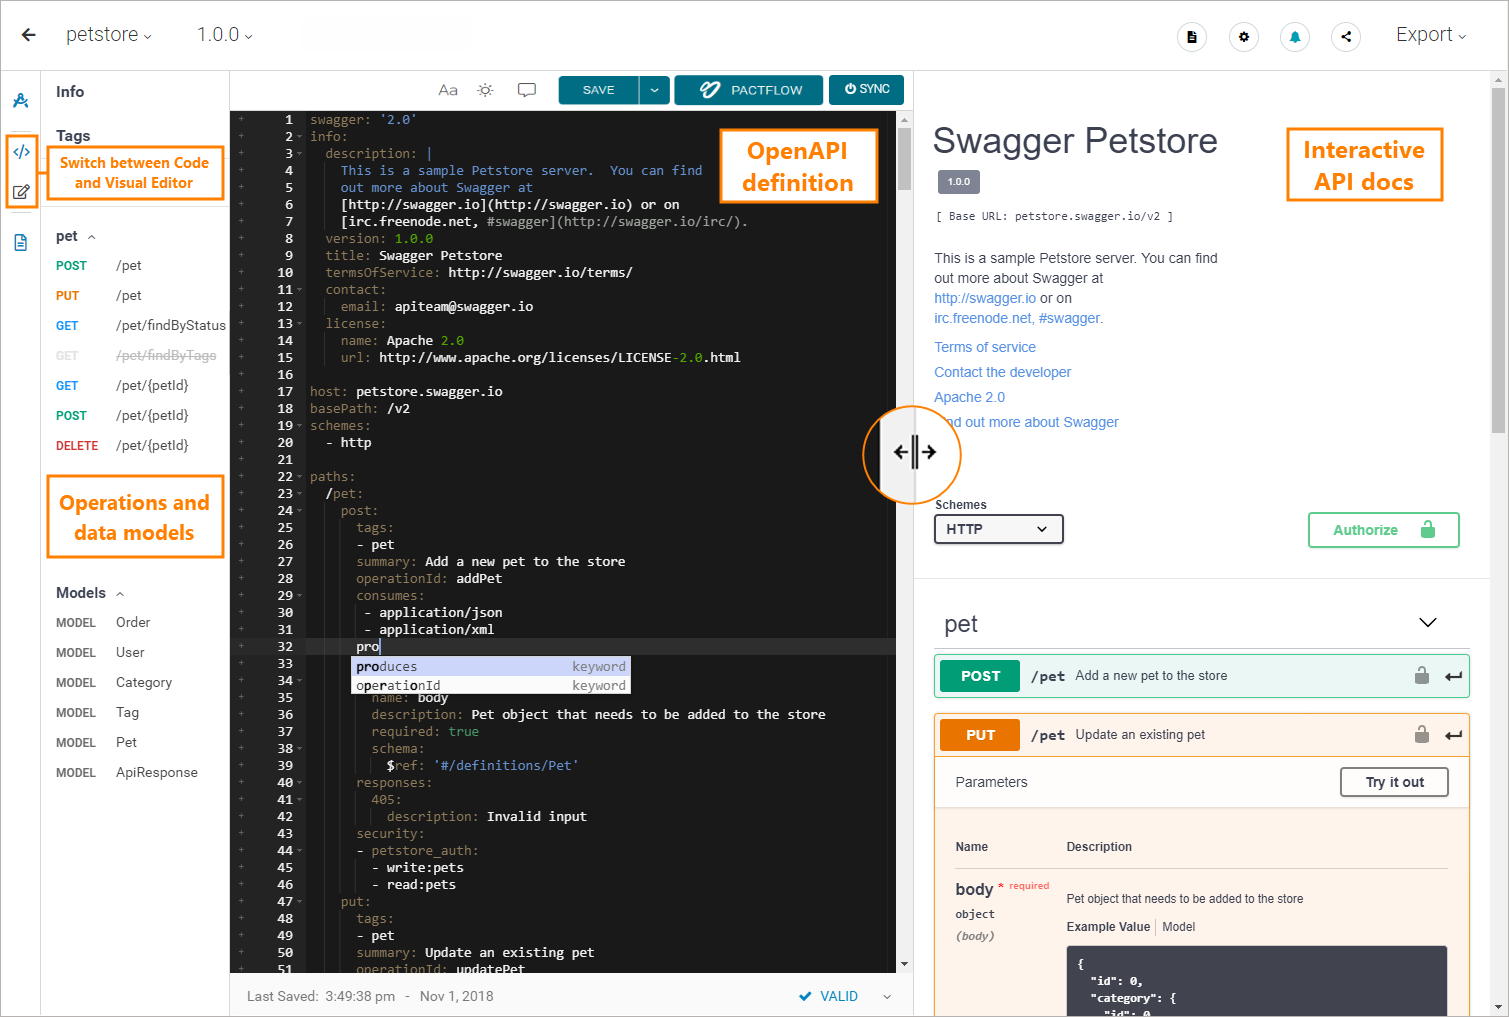 petstore
1.0.0
Export
Info
Tags
Switch between Code
and Visual Editor
pet
POST /pet
PUT /pet
GET /pet/findByStatus
GET /pet/findByTags
GET /pet/{petId}
POST /pet/{petId}
DELETE /pet/{petId}
Operations and
data models
Models
MODEL Order
MODEL User
MODEL Category
MODEL Tag
MODEL Pet
MODEL ApiResponse
Aa SAVE PACTFLOW SYNC
OpenAPI
definition
1 swagger: '2.0'
2 info:
3 description: |
4 This is a sample Petstore server.  You can find
5 out more about Swagger at
6 [http://swagger.io](http://swagger.io) or on
7 [irc.freenode.net, #swagger](http://swagger.io/irc/).
8 version: 1.0.0
9 title: Swagger Petstore
10 termsOfService: http://swagger.io/terms/
11 contact:
12 email: apiteam@swagger.io
13 license:
14 name: Apache 2.0
15 url: http://www.apache.org/licenses/LICENSE-2.0.html
16
17 host: petstore.swagger.io
18 basePath: /v2
19 schemes:
20 - http
21
22 paths:
23 /pet:
24 post:
25 tags:
26 - pet
27 summary: Add a new pet to the store
28 operationId: addPet
29 consumes:
30 - application/json
31 - application/xml
32 pro
33 produces keyword
34 operationId keyword
35 name: body
36 description: Pet object that needs to be added to the store
37 required: true
38 schema:
39 $ref: '#/definitions/Pet'
40 responses:
41 405:
42 description: Invalid input
43 security:
44 - petstore_auth:
45 - write:pets
46 - read:pets
47 put:
48 tags:
49 - pet
50 summary: Update an existing pet
51 operationId: updatePet
Last Saved: 3:49:38 pm - Nov 1, 2018
VALID
Swagger Petstore
1.0.0
Interactive
API docs
[ Base URL: petstore.swagger.io/v2 ]
This is a sample Petstore server. You can find
out more about Swagger at
http://swagger.io or on
irc.freenode.net, #swagger.
Terms of service
Contact the developer
Apache 2.0
out more about Swagger
Schemes
HTTP
Authorize
pet
POST /pet Add a new pet to the store
PUT /pet Update an existing pet
Parameters
Try it out
Name Description
body * required
object
(body)
Pet object that needs to be added to the store
Example Value Model
{
"id": 0,
"category": {
"id": 0,